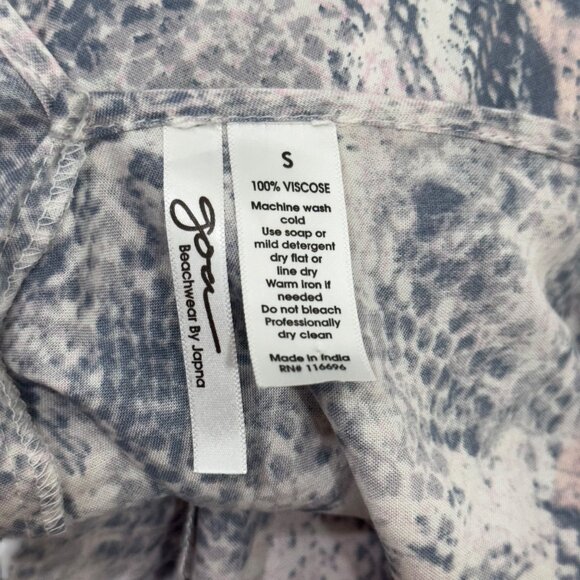 goa
Beachwear By Japna
S
100% VISCOSE
Machine wash
cold
Use soap or
mild detergent
dry flat or
line dry
Warm iron if
needed
Do not bleach
Professionally
dry clean
Made in India
RN# 116696